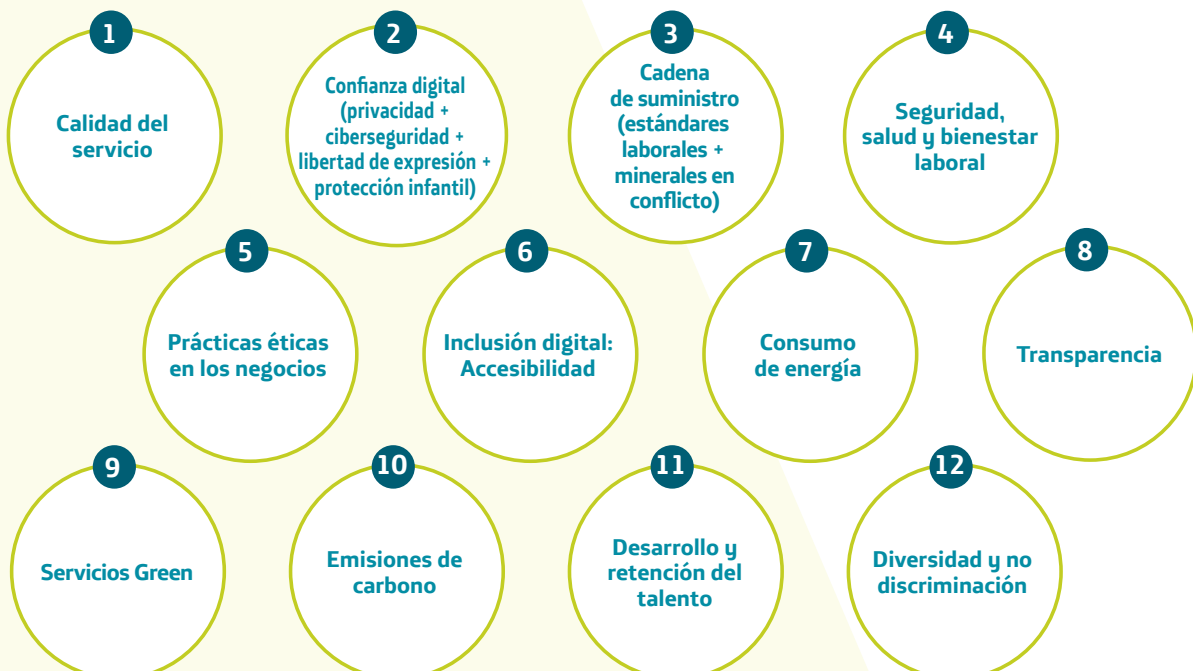 1
Calidad del
servicio
2
Confianza digital
(privacidad +
ciberseguridad +
libertad de expresión +
protección infantil)
3
Cadena
de suministro
(estándares
laborales +
minerales en
conflicto)
4
Seguridad,
salud y bienestar
laboral
5
Prácticas éticas
en los negocios
6
Inclusión digital:
Accesibilidad
7
Consumo
de energía
8
Transparencia
9
Servicios Green
10
Emisiones de
carbono
11
Desarrollo y
retención del
talento
12
Diversidad y no
discriminación